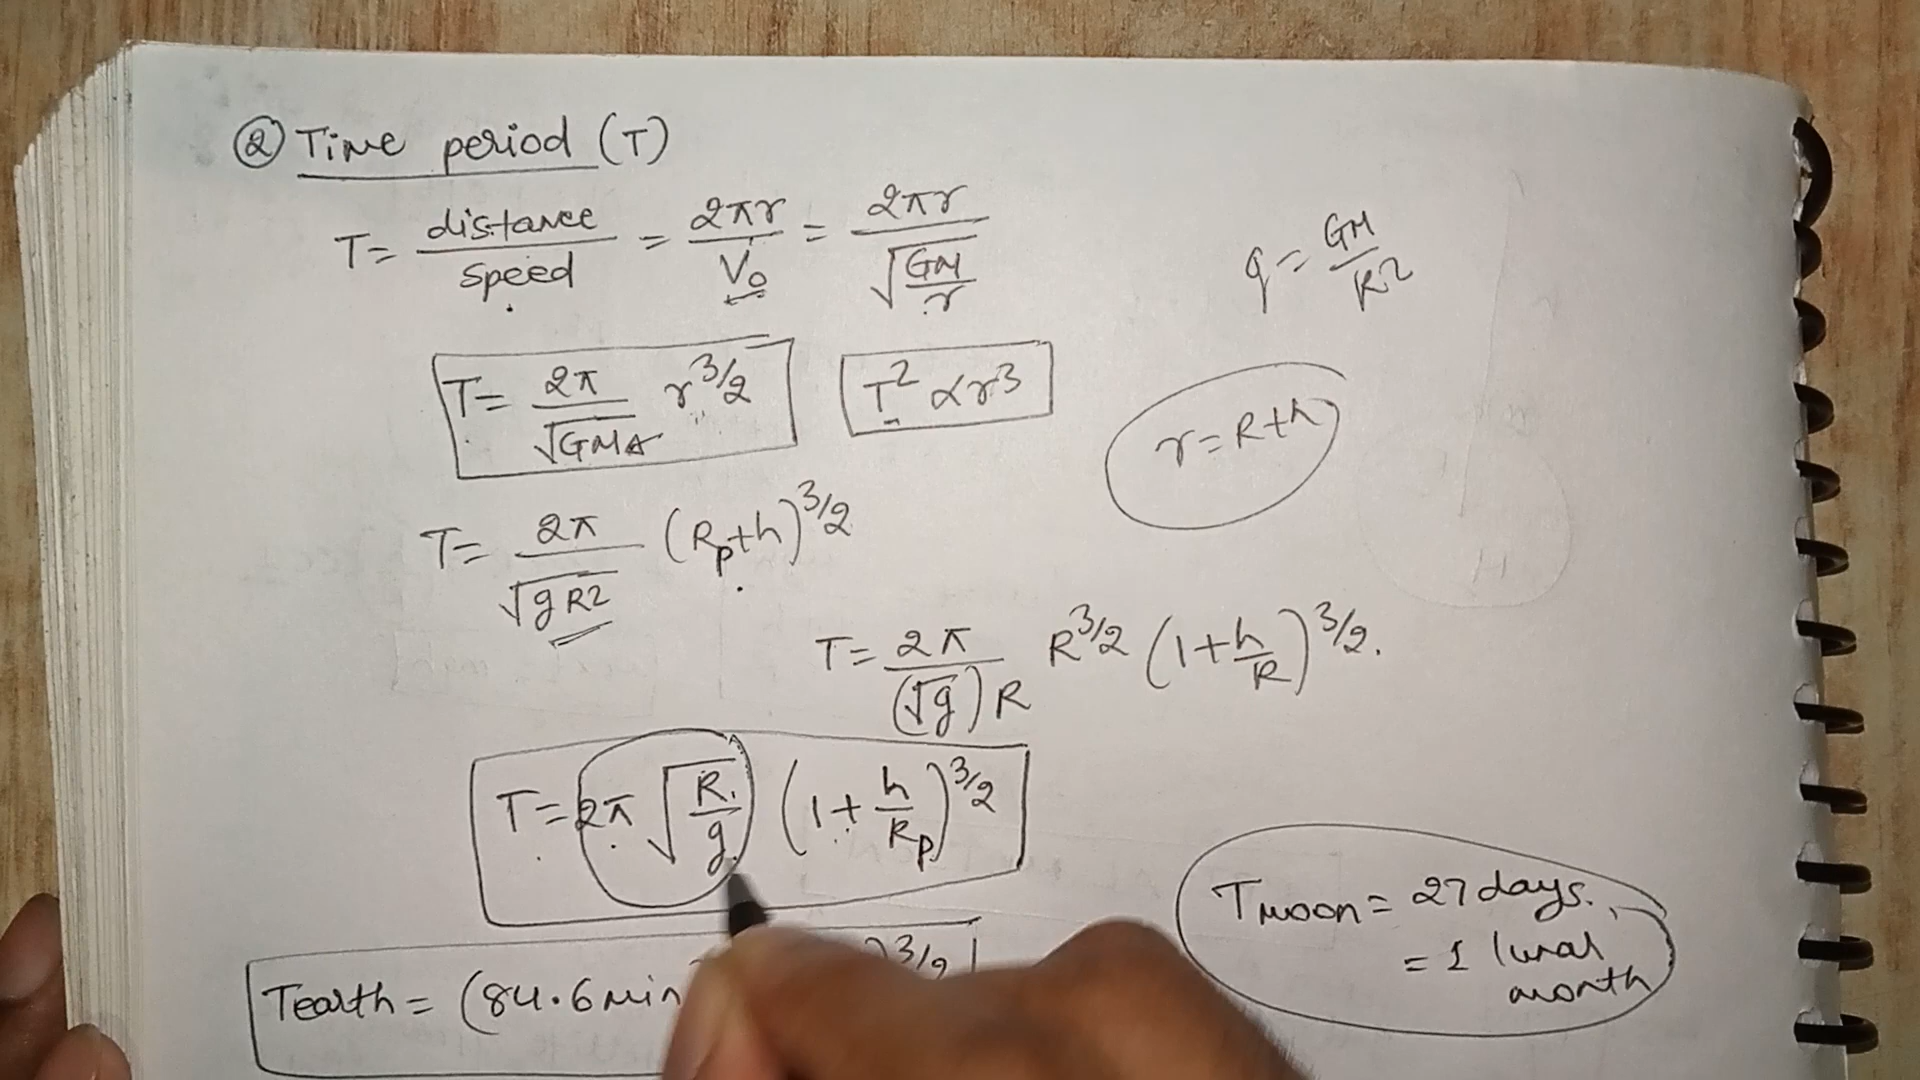 ② Time period (T)
T = distance/speed = 2πr/V₀ = 2πr/√(GM/r)
g = GM/R²
T = 2π/√GM r^3/2
T² ∝ r³
r = R+h
T = 2π/√gR² (Rp+h)^3/2
T = 2π/(√g)R R^3/2 (1+h/R)^3/2.
T = 2π √(R/g) (1+h/Rp)^3/2
Tmoon = 27 days.
= 1 lunar
month
Tearth = (84.6 min )^3/2